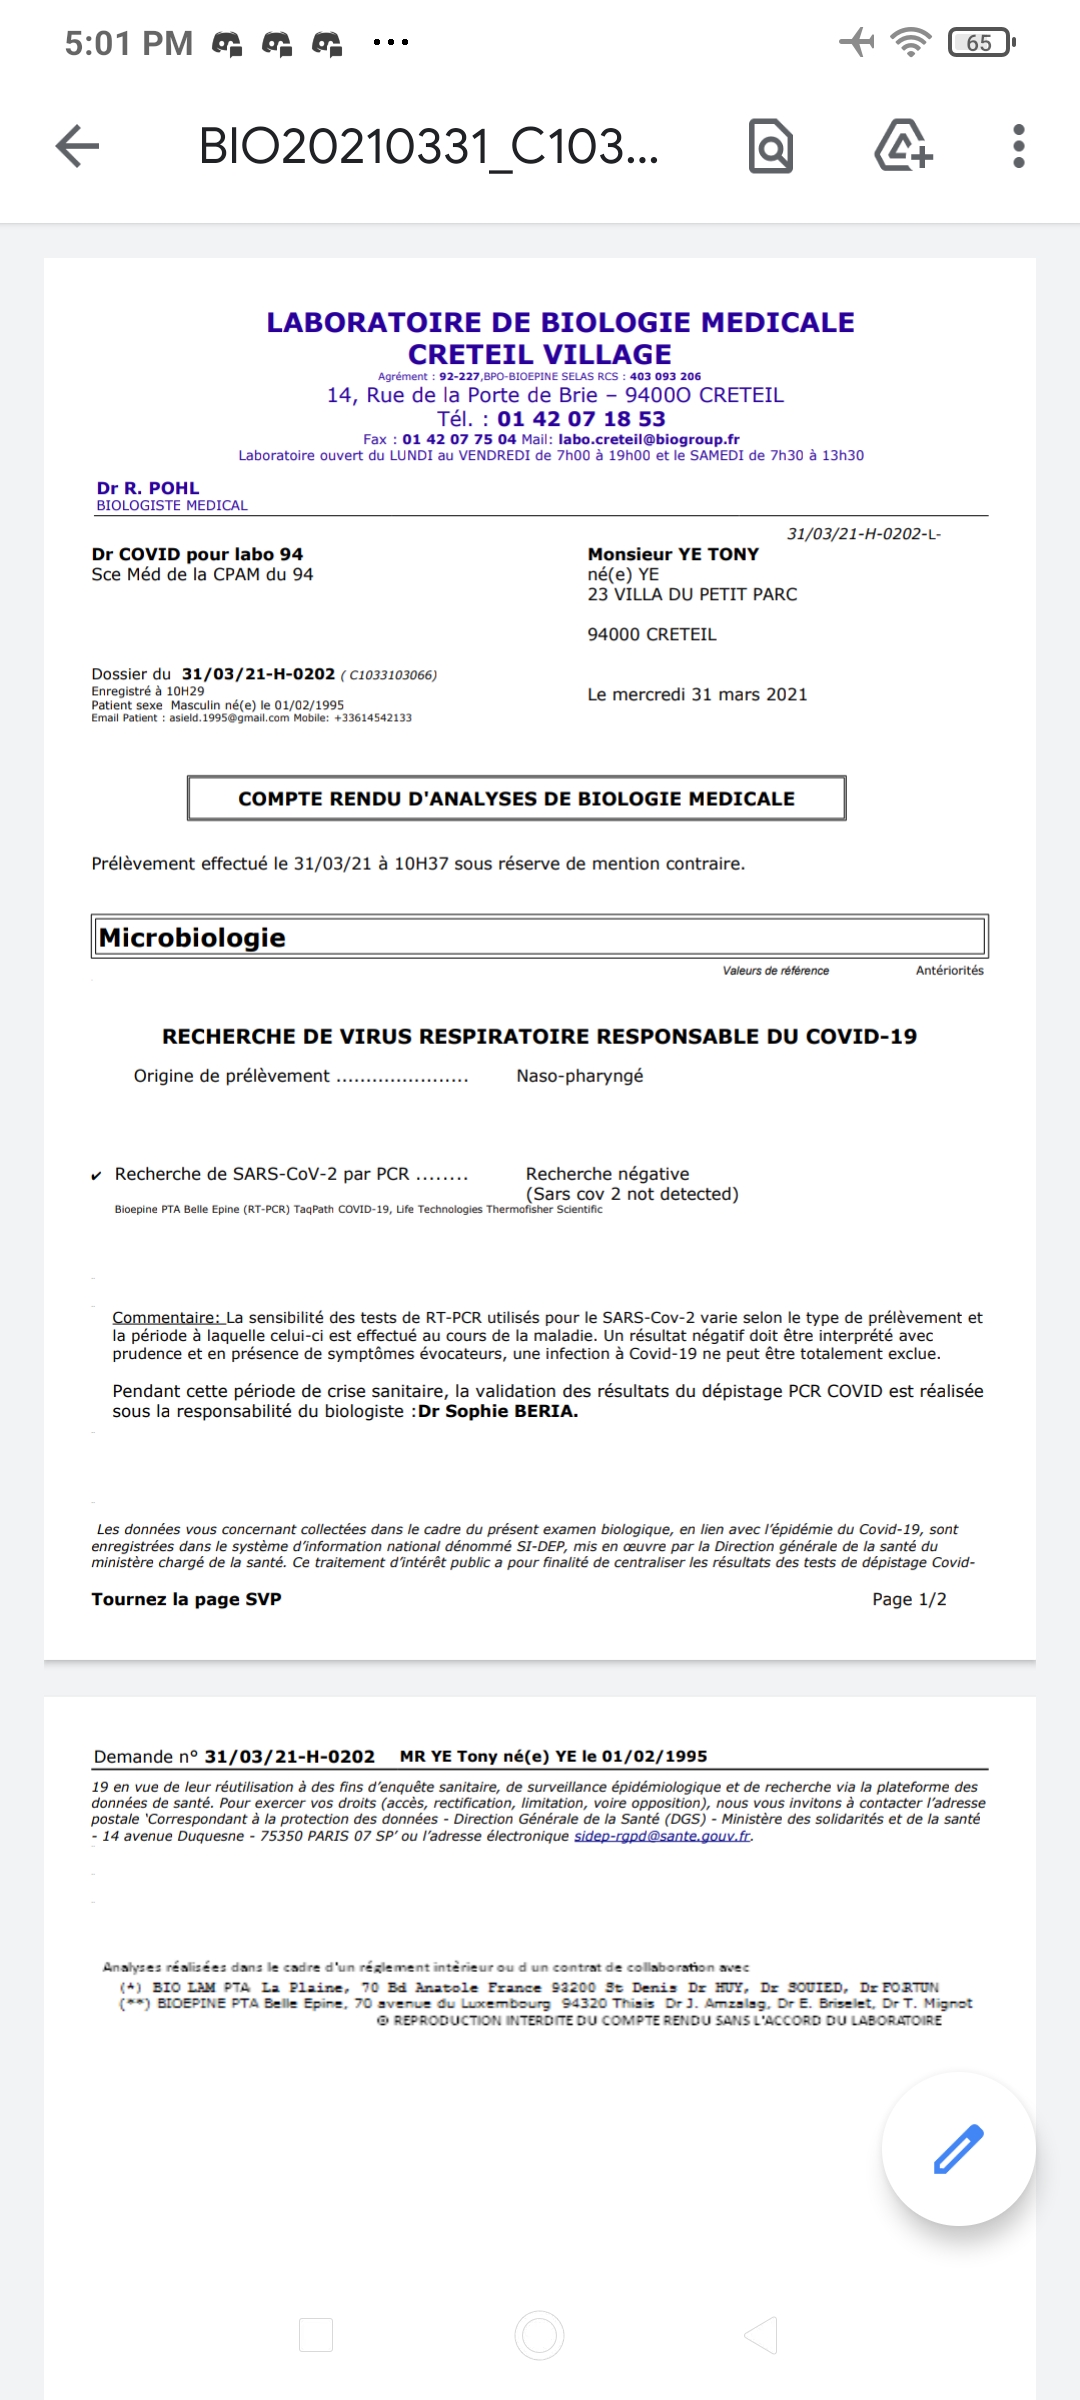 5:01 PM
65
BIO20210331_C103...
LABORATOIRE DE BIOLOGIE MEDICALE
CRETEIL VILLAGE
Agrément : 92-227,BPO-BIOEPINE SELAS RCS : 403 093 206
14, Rue de la Porte de Brie – 9400O CRETEIL
Tél. : 01 42 07 18 53
Fax : 01 42 07 75 04 Mail: labo.creteil@biogroup.fr
Laboratoire ouvert du LUNDI au VENDREDI de 7h00 à 19h00 et le SAMEDI de 7h30 à 13h30
Dr R. POHL
BIOLOGISTE MEDICAL
31/03/21-H-0202-L-
Dr COVID pour labo 94
Sce Méd de la CPAM du 94
Monsieur YE TONY
né(e) YE
23 VILLA DU PETIT PARC
94000 CRETEIL
Dossier du 31/03/21-H-0202 ( C1033103066)
Enregistré à 10H29
Patient sexe Masculin né(e) le 01/02/1995
Email Patient : asield.1995@gmail.com Mobile: +33614542133
Le mercredi 31 mars 2021
COMPTE RENDU D'ANALYSES DE BIOLOGIE MEDICALE
Prélèvement effectué le 31/03/21 à 10H37 sous réserve de mention contraire.
Microbiologie
Valeurs de référence Antériorités
RECHERCHE DE VIRUS RESPIRATOIRE RESPONSABLE DU COVID-19
Origine de prélèvement ...................... Naso-pharyngé
✔ Recherche de SARS-CoV-2 par PCR ........ Recherche négative
(Sars cov 2 not detected)
Bioepine PTA Belle Epine (RT-PCR) TaqPath COVID-19, Life Technologies Thermofisher Scientific
Commentaire: La sensibilité des tests de RT-PCR utilisés pour le SARS-Cov-2 varie selon le type de prélèvement et
la période à laquelle celui-ci est effectué au cours de la maladie. Un résultat négatif doit être interprété avec
prudence et en présence de symptômes évocateurs, une infection à Covid-19 ne peut être totalement exclue.
Pendant cette période de crise sanitaire, la validation des résultats du dépistage PCR COVID est réalisée
sous la responsabilité du biologiste :Dr Sophie BERIA.
Les données vous concernant collectées dans le cadre du présent examen biologique, en lien avec l’épidémie du Covid-19, sont
enregistrées dans le système d’information national dénommé SI-DEP, mis en œuvre par la Direction générale de la santé du
ministère chargé de la santé. Ce traitement d’intérêt public a pour finalité de centraliser les résultats des tests de dépistage Covid-
Tournez la page SVP Page 1/2
Demande n° 31/03/21-H-0202 MR YE Tony né(e) YE le 01/02/1995
19 en vue de leur réutilisation à des fins d’enquête sanitaire, de surveillance épidémiologique et de recherche via la plateforme des
données de santé. Pour exercer vos droits (accès, rectification, limitation, voire opposition), nous vous invitons à contacter l’adresse
postale ‘Correspondant à la protection des données - Direction Générale de la Santé (DGS) - Ministère des solidarités et de la santé
- 14 avenue Duquesne - 75350 PARIS 07 SP’ ou l’adresse électronique sidep-rgpd@sante.gouv.fr.
Analyses réalisées dans le cadre d'un réglement intèrieur ou d un contrat de collaboration avec
(*) BIO LAM PTA La Plaine, 70 Bd Anatole France 93200 St Denis Dr HUY, Dr SOUIED, Dr FORTUN
(**) BIOEPINE PTA Belle Epine, 70 avenue du Luxembourg 94320 Thiais Dr J. Amzalag, Dr E. Briselet, Dr T. Mignot
© REPRODUCTION INTERDITE DU COMPTE RENDU SANS L'ACCORD DU LABORATOIRE